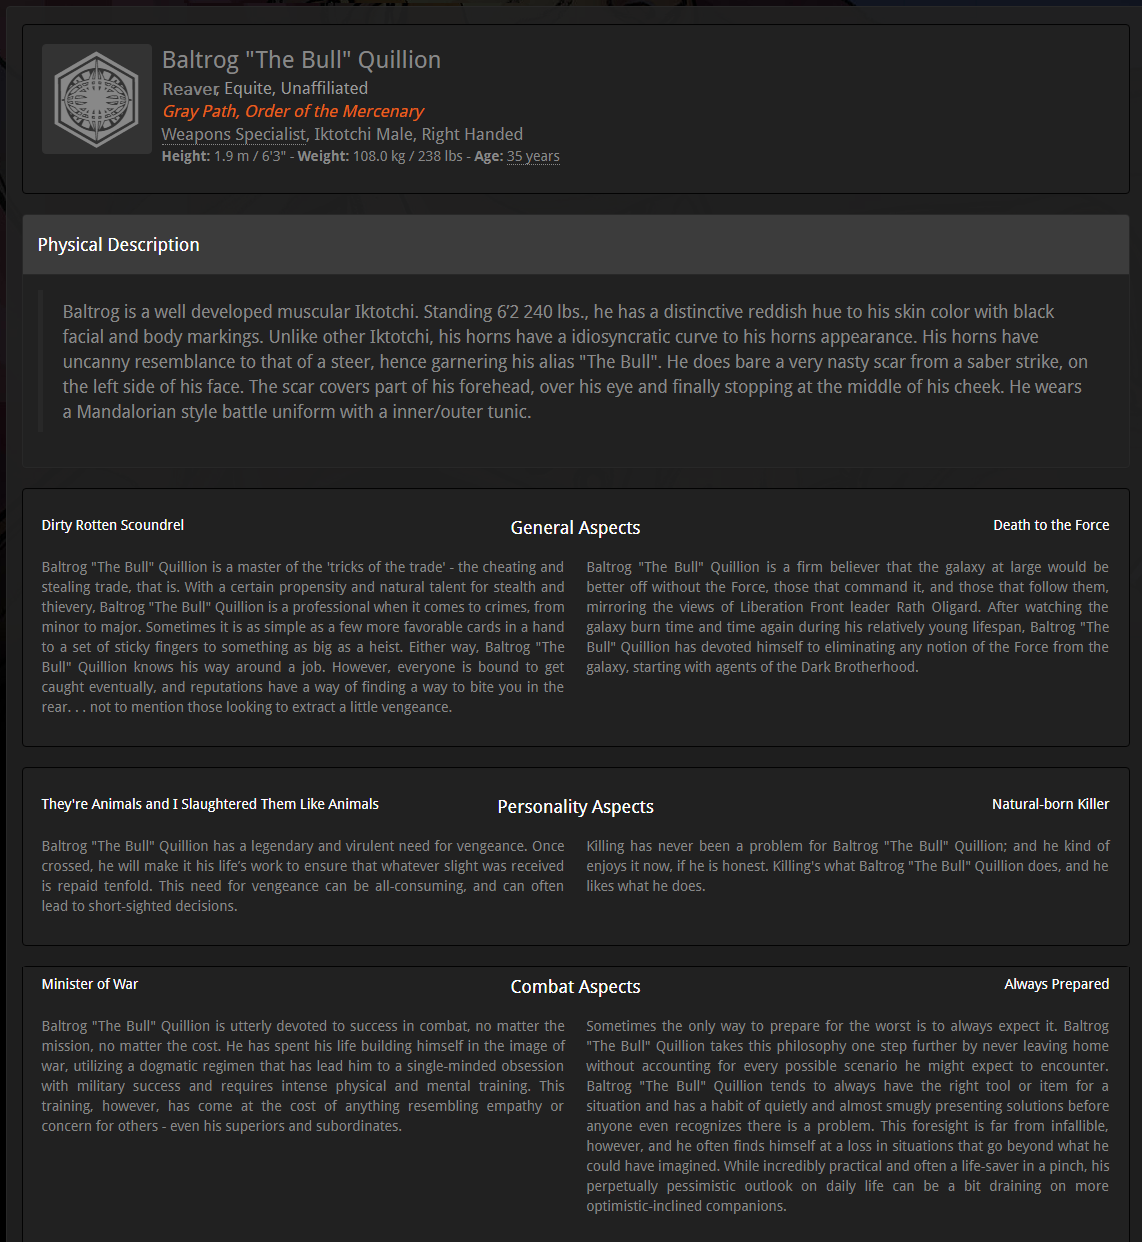 Baltrog "The Bull" Quillion
Reaver, Equite, Unaffiliated
Gray Path, Order of the Mercenary
Weapons Specialist, Iktotchi Male, Right Handed
Height: 1.9 m / 6'3" - Weight: 108.0 kg / 238 lbs - Age: 35 years
Physical Description
Baltrog is a well developed muscular Iktotchi. Standing 6’2 240 lbs., he has a distinctive reddish hue to his skin color with black
facial and body markings. Unlike other Iktotchi, his horns have a idiosyncratic curve to his horns appearance. His horns have
uncanny resemblance to that of a steer, hence garnering his alias "The Bull". He does bare a very nasty scar from a saber strike, on
the left side of his face. The scar covers part of his forehead, over his eye and finally stopping at the middle of his cheek. He wears
a Mandalorian style battle uniform with a inner/outer tunic.
General Aspects
Dirty Rotten Scoundrel
Baltrog "The Bull" Quillion is a master of the 'tricks of the trade' - the cheating and
stealing trade, that is. With a certain propensity and natural talent for stealth and
thievery, Baltrog "The Bull" Quillion is a professional when it comes to crimes, from
minor to major. Sometimes it is as simple as a few more favorable cards in a hand
to a set of sticky fingers to something as big as a heist. Either way, Baltrog "The
Bull" Quillion knows his way around a job. However, everyone is bound to get
caught eventually, and reputations have a way of finding a way to bite you in the
rear. . . not to mention those looking to extract a little vengeance.
Death to the Force
Baltrog "The Bull" Quillion is a firm believer that the galaxy at large would be
better off without the Force, those that command it, and those that follow them,
mirroring the views of Liberation Front leader Rath Oligard. After watching the
galaxy burn time and time again during his relatively young lifespan, Baltrog "The
Bull" Quillion has devoted himself to eliminating any notion of the Force from the
galaxy, starting with agents of the Dark Brotherhood.
Personality Aspects
They're Animals and I Slaughtered Them Like Animals
Baltrog "The Bull" Quillion has a legendary and virulent need for vengeance. Once
crossed, he will make it his life’s work to ensure that whatever slight was received
is repaid tenfold. This need for vengeance can be all-consuming, and can often
lead to short-sighted decisions.
Natural-born Killer
Killing has never been a problem for Baltrog "The Bull" Quillion; and he kind of
enjoys it now, if he is honest. Killing's what Baltrog "The Bull" Quillion does, and he
likes what he does.
Combat Aspects
Minister of War
Baltrog "The Bull" Quillion is utterly devoted to success in combat, no matter the
mission, no matter the cost. He has spent his life building himself in the image of
war, utilizing a dogmatic regimen that has lead him to a single-minded obsession
with military success and requires intense physical and mental training. This
training, however, has come at the cost of anything resembling empathy or
concern for others - even his superiors and subordinates.
Always Prepared
Sometimes the only way to prepare for the worst is to always expect it. Baltrog
"The Bull" Quillion takes this philosophy one step further by never leaving home
without accounting for every possible scenario he might expect to encounter.
Baltrog "The Bull" Quillion tends to always have the right tool or item for a
situation and has a habit of quietly and almost smugly presenting solutions before
anyone even recognizes there is a problem. This foresight is far from infallible,
however, and he often finds himself at a loss in situations that go beyond what he
could have imagined. While incredibly practical and often a life-saver in a pinch, his
perpetually pessimistic outlook on daily life can be a bit draining on more
optimistic-inclined companions.